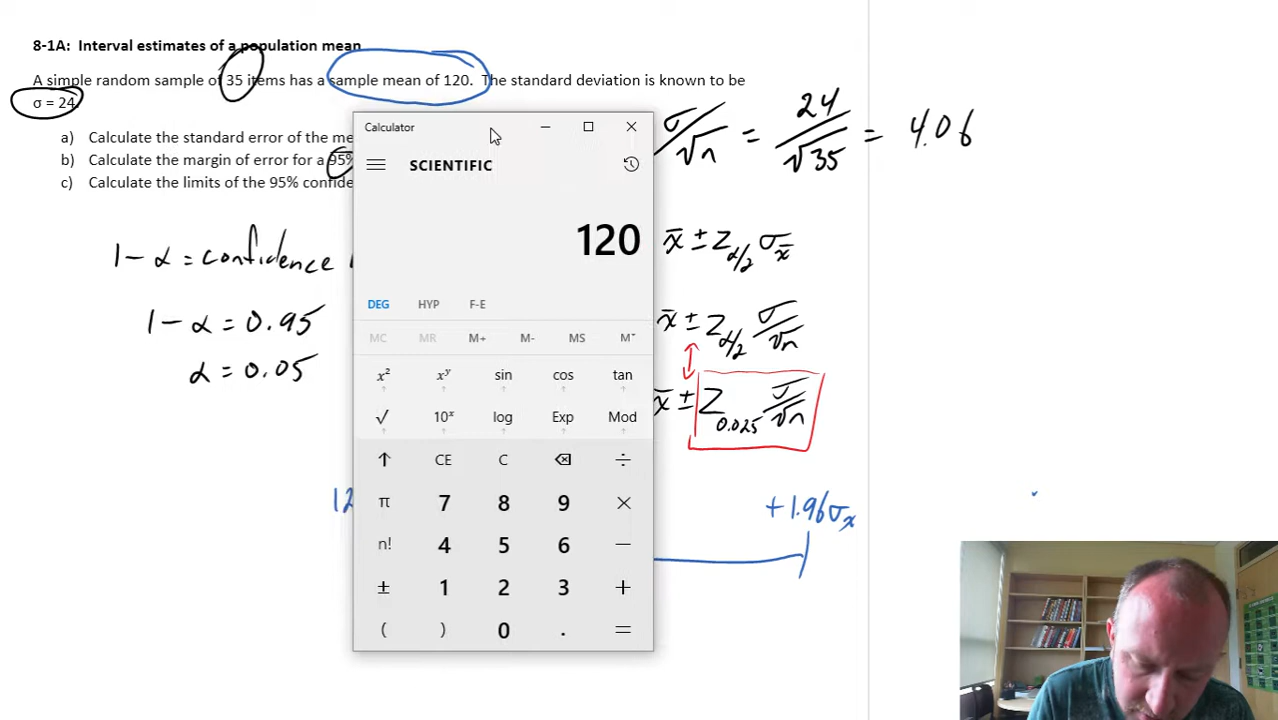 8-1A: Interval estimates of a population mean
A simple random sample of 35 items has a sample mean of 120. The standard deviation is known to be
σ = 24.
a) Calculate the standard error of the me
b) Calculate the margin of error for a 95%
c) Calculate the limits of the 95% confide
σ/√n = 24/√35 = 4.06
1 - α = confidence
1 - α = 0.95
α = 0.05
x̄ ± Z α/2 σx̄
x̄ ± Z α/2 σ/√n
x̄ ± Z 0.025 σ/√n
12
+1.96σx̄
Calculator
SCIENTIFIC
120
DEG HYP F-E
MC MR M+ M- MS M˅
x² xʸ sin cos tan
√ 10ˣ log Exp Mod
↑ CE C ⌫ ÷
π 7 8 9 ×
n! 4 5 6 −
± 1 2 3 +
( ) 0 . =